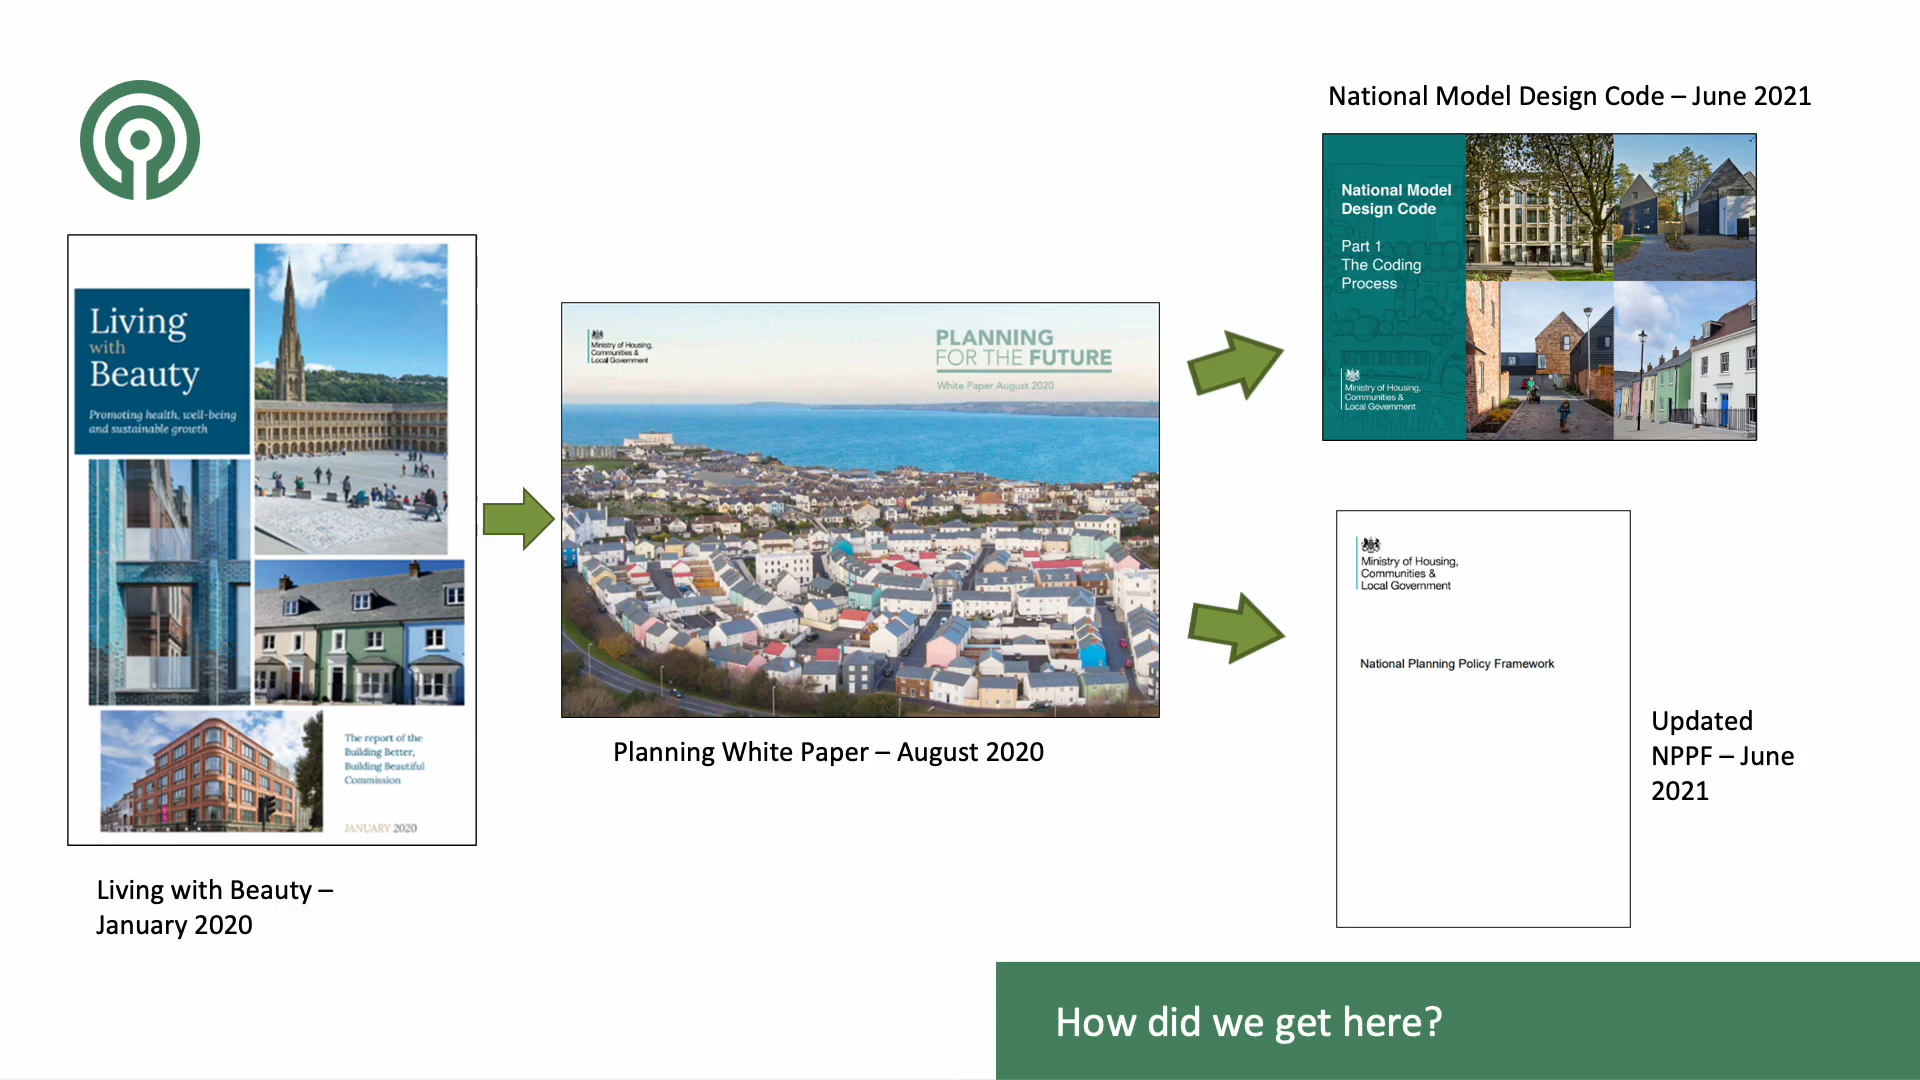 National Model Design Code – June 2021
National Model
Design Code
Part 1
The Coding
Process
Ministry of Housing,
Communities &
Local Government
Living
with
Beauty
Promoting health, well-being
and sustainable growth
The report of the
Building Better,
Building Beautiful
Commission
JANUARY 2020
Living with Beauty –
January 2020
Ministry of Housing,
Communities &
Local Government
PLANNING
FOR THE FUTURE
White Paper August 2020
Planning White Paper – August 2020
Ministry of Housing,
Communities &
Local Government
National Planning Policy Framework
Updated
NPPF – June
2021
How did we get here?